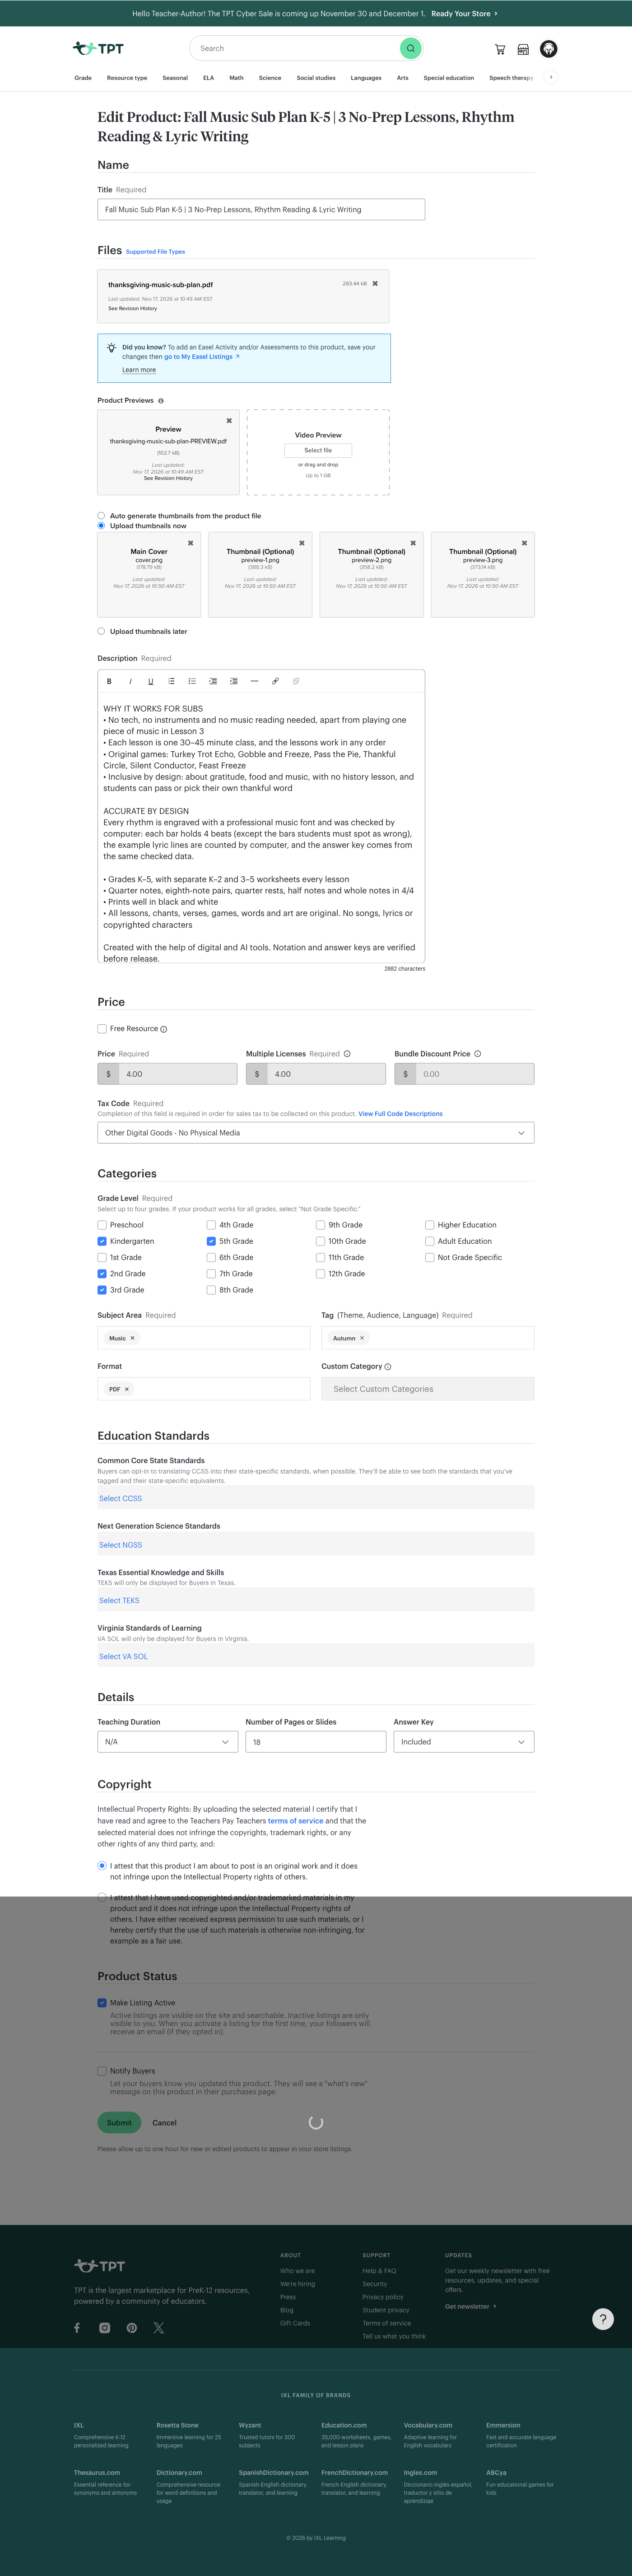 Hello Teacher-Author! The TPT Cyber Sale is coming up November 30 and December 1. Ready Your Store
TPT
Search
Grade Resource type Seasonal ELA Math Science Social studies Languages Arts Special education Speech therapy
Edit Product: Fall Music Sub Plan K-5 | 3 No-Prep Lessons, Rhythm
Reading & Lyric Writing
Name
Title Required
Fall Music Sub Plan K-5 | 3 No-Prep Lessons, Rhythm Reading & Lyric Writing
Files Supported File Types
thanksgiving-music-sub-plan.pdf 283.44 kB
Last updated: Nov 17, 2026 at 10:49 AM EST
See Revision History
Did you know? To add an Easel Activity and/or Assessments to this product, save your
changes then go to My Easel Listings
Learn more
Product Previews
Preview
thanksgiving-music-sub-plan-PREVIEW.pdf
(102.7 kB)
Last updated:
Nov 17, 2026 at 10:49 AM EST
See Revision History
Video Preview
Select file
or drag and drop
Up to 1 GB
Auto generate thumbnails from the product file
Upload thumbnails now
Main Cover
cover.png
(178.79 kB)
Last updated:
Nov 17, 2026 at 10:50 AM EST
Thumbnail (Optional)
preview-1.png
(388.3 kB)
Last updated:
Nov 17, 2026 at 10:50 AM EST
Thumbnail (Optional)
preview-2.png
(358.2 kB)
Last updated:
Nov 17, 2026 at 10:50 AM EST
Thumbnail (Optional)
preview-3.png
(373.14 kB)
Last updated:
Nov 17, 2026 at 10:50 AM EST
Upload thumbnails later
Description Required
B I U
WHY IT WORKS FOR SUBS
• No tech, no instruments and no music reading needed, apart from playing one
piece of music in Lesson 3
• Each lesson is one 30–45 minute class, and the lessons work in any order
• Original games: Turkey Trot Echo, Gobble and Freeze, Pass the Pie, Thankful
Circle, Silent Conductor, Feast Freeze
• Inclusive by design: about gratitude, food and music, with no history lesson, and
students can pass or pick their own thankful word
ACCURATE BY DESIGN
Every rhythm is engraved with a professional music font and was checked by
computer: each bar holds 4 beats (except the bars students must spot as wrong),
the example lyric lines are counted by computer, and the answer key comes from
the same checked data.
• Grades K–5, with separate K–2 and 3–5 worksheets every lesson
• Quarter notes, eighth-note pairs, quarter rests, half notes and whole notes in 4/4
• Prints well in black and white
• All lessons, chants, verses, games, words and art are original. No songs, lyrics or
copyrighted characters
Created with the help of digital and AI tools. Notation and answer keys are verified
before release.
2882 characters
Price
Free Resource
Price Required Multiple Licenses Required Bundle Discount Price
$ 4.00 $ 4.00 $ 0.00
Tax Code Required
Completion of this field is required in order for sales tax to be collected on this product. View Full Code Descriptions
Other Digital Goods - No Physical Media
Categories
Grade Level Required
Select up to four grades. If your product works for all grades, select "Not Grade Specific."
Preschool 4th Grade 9th Grade Higher Education
Kindergarten 5th Grade 10th Grade Adult Education
1st Grade 6th Grade 11th Grade Not Grade Specific
2nd Grade 7th Grade 12th Grade
3rd Grade 8th Grade
Subject Area Required Tag (Theme, Audience, Language) Required
Music Autumn
Format Custom Category
PDF Select Custom Categories
Education Standards
Common Core State Standards
Buyers can opt-in to translating CCSS into their state-specific standards, when possible. They'll be able to see both the standards that you've
tagged and their state-specific equivalents.
Select CCSS
Next Generation Science Standards
Select NGSS
Texas Essential Knowledge and Skills
TEKS will only be displayed for Buyers in Texas.
Select TEKS
Virginia Standards of Learning
VA SOL will only be displayed for Buyers in Virginia.
Select VA SOL
Details
Teaching Duration Number of Pages or Slides Answer Key
N/A 18 Included
Copyright
Intellectual Property Rights: By uploading the selected material I certify that I
have read and agree to the Teachers Pay Teachers terms of service and that the
selected material does not infringe the copyrights, trademark rights, or any
other rights of any third party, and:
I attest that this product I am about to post is an original work and it does
not infringe upon the Intellectual Property rights of others.
I attest that I have used copyrighted and/or trademarked materials in my
product and it does not infringe upon the Intellectual Property rights of
others. I have either received express permission to use such materials, or I
hereby certify that the use of such materials is otherwise non-infringing, for
example as a fair use.
Product Status
Make Listing Active
Active listings are visible on the site and searchable. Inactive listings are only
visible to you. When you activate a listing the first time, your followers will
receive an email (if they opted in).
Notify Buyers
Let your buyers know you updated this product. They will see a "what's new"
message on this product in their purchases page.
Submit Cancel
Please allow up to one hour for new or edited products to appear in your store listings.
TPT
TPT is the largest marketplace for PreK-12 resources,
powered by a community of educators.
ABOUT
Who we are
We're hiring
Press
Blog
Gift Cards
SUPPORT
Help & FAQ
Security
Privacy policy
Student privacy
Terms of service
Tell us what you think
UPDATES
Get our weekly newsletter with free
resources, updates, and special
offers.
Get newsletter
?
IXL FAMILY OF BRANDS
IXL
Comprehensive K-12
personalized learning
Rosetta Stone
Immersive learning for 25
languages
Wyzant
Trusted tutors for 300
subjects
Education.com
35,000 worksheets, games,
and lesson plans
Vocabulary.com
Adaptive learning for
English vocabulary
Emmersion
Fast and accurate language
certification
Thesaurus.com
Essential reference for
synonyms and antonyms
Dictionary.com
Comprehensive resource
for word definitions and
usage
SpanishDictionary.com
Spanish-English dictionary,
translator, and learning
FrenchDictionary.com
French-English dictionary,
translator, and learning
Ingles.com
Diccionario inglés-español,
traductor y sitio de
aprendizaje
ABCya
Fun educational games for
kids
© 2026 by IXL Learning